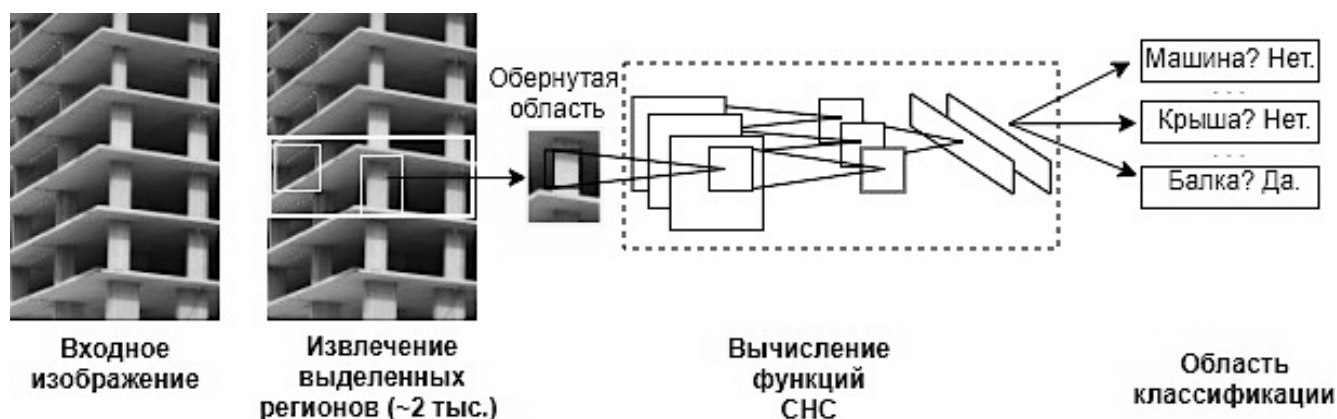 Обернутая
область
Машина? Нет.
. . .
Крыша? Нет.
. . .
Балка? Да.
Входное
изображение
Извлечение
выделенных
регионов (~2 тыс.)
Вычисление
функций
СНС
Область
классификации